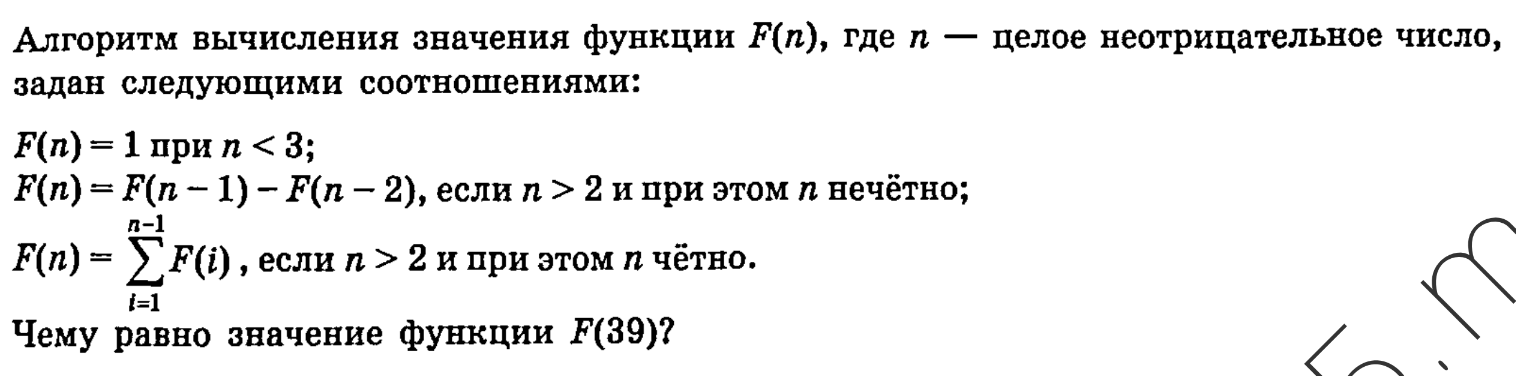 Алгоритм вычисления значения функции F(n), где n — целое неотрицательное число,
задан следующими соотношениями:
F(n) = 1 при n < 3;
F(n) = F(n – 1) – F(n – 2), если n > 2 и при этом n нечётно;
n–1
F(n) = ∑ F(i), если n > 2 и при этом n чётно.
i=1
Чему равно значение функции F(39)?
5.m